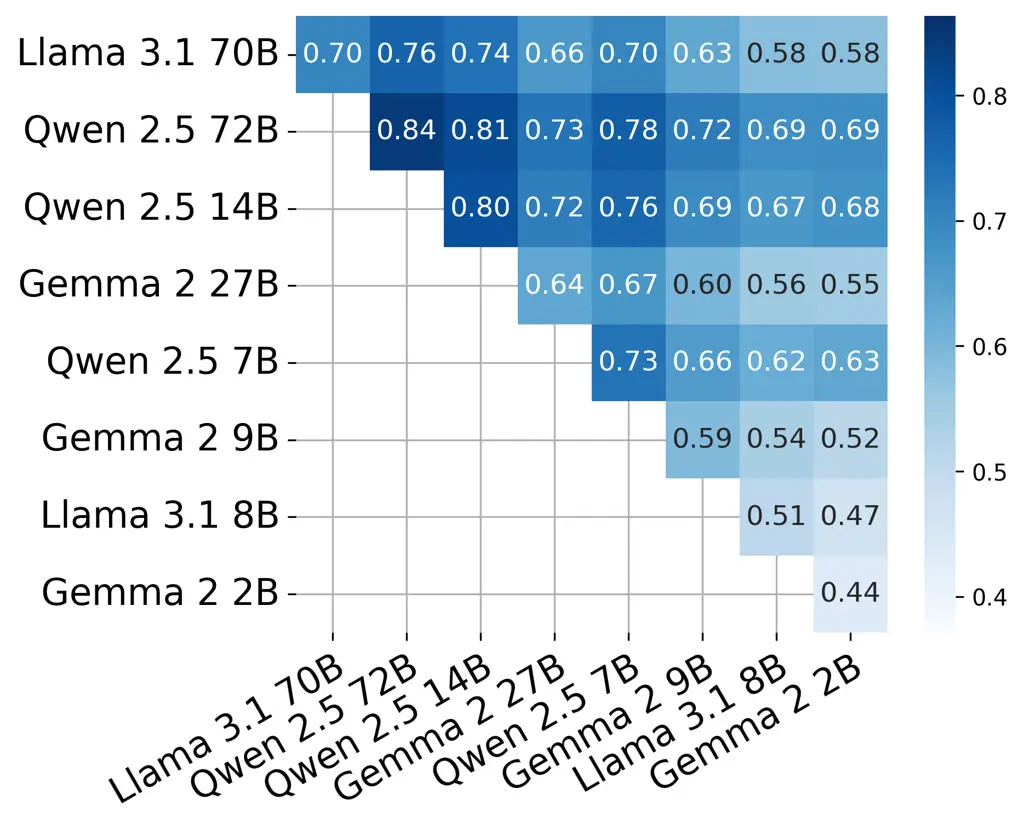 Llama 3.1 70B 0.70 0.76 0.74 0.66 0.70 0.63 0.58 0.58
Qwen 2.5 72B 0.84 0.81 0.73 0.78 0.72 0.69 0.69
Qwen 2.5 14B 0.80 0.72 0.76 0.69 0.67 0.68
Gemma 2 27B 0.64 0.67 0.60 0.56 0.55
Qwen 2.5 7B 0.73 0.66 0.62 0.63
Gemma 2 9B 0.59 0.54 0.52
Llama 3.1 8B 0.51 0.47
Gemma 2 2B 0.44
Llama 3.1 70B
Qwen 2.5 72B
Qwen 2.5 14B
Gemma 2 27B
Qwen 2.5 7B
Gemma 2 9B
Llama 3.1 8B
Gemma 2 2B
0.8
0.7
0.6
0.5
0.4